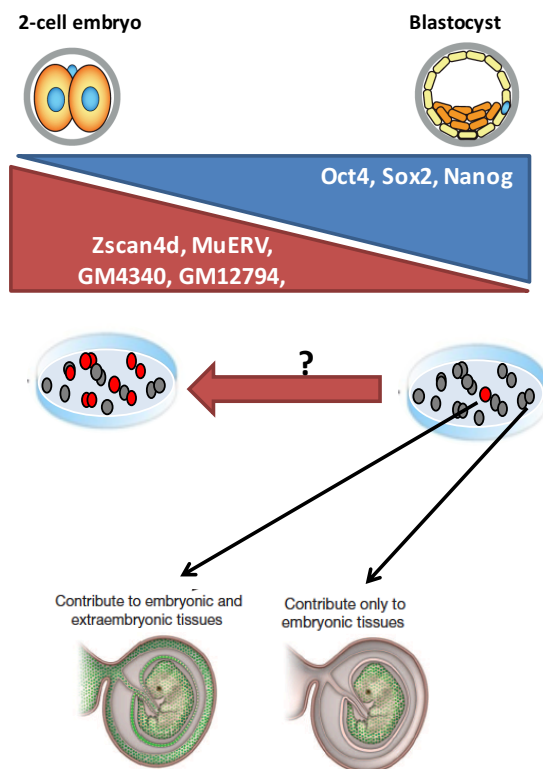 2-cell embryo
Blastocyst
Oct4, Sox2, Nanog
Zscan4d, MuERV,
GM4340, GM12794,
?
Contribute to embryonic and
extraembryonic tissues
Contribute only to
embryonic tissues